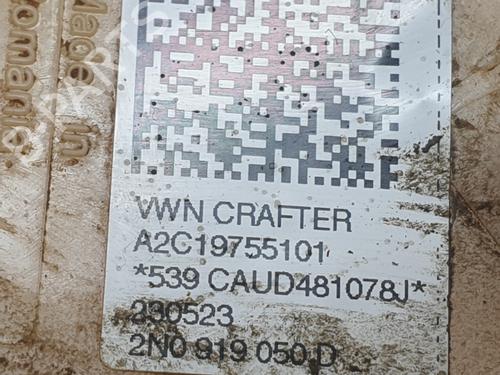 Made in
Romania
VWN CRAFTER
A2C19755101
*539 CAUD481078J*
230523
2N0 919 050 D